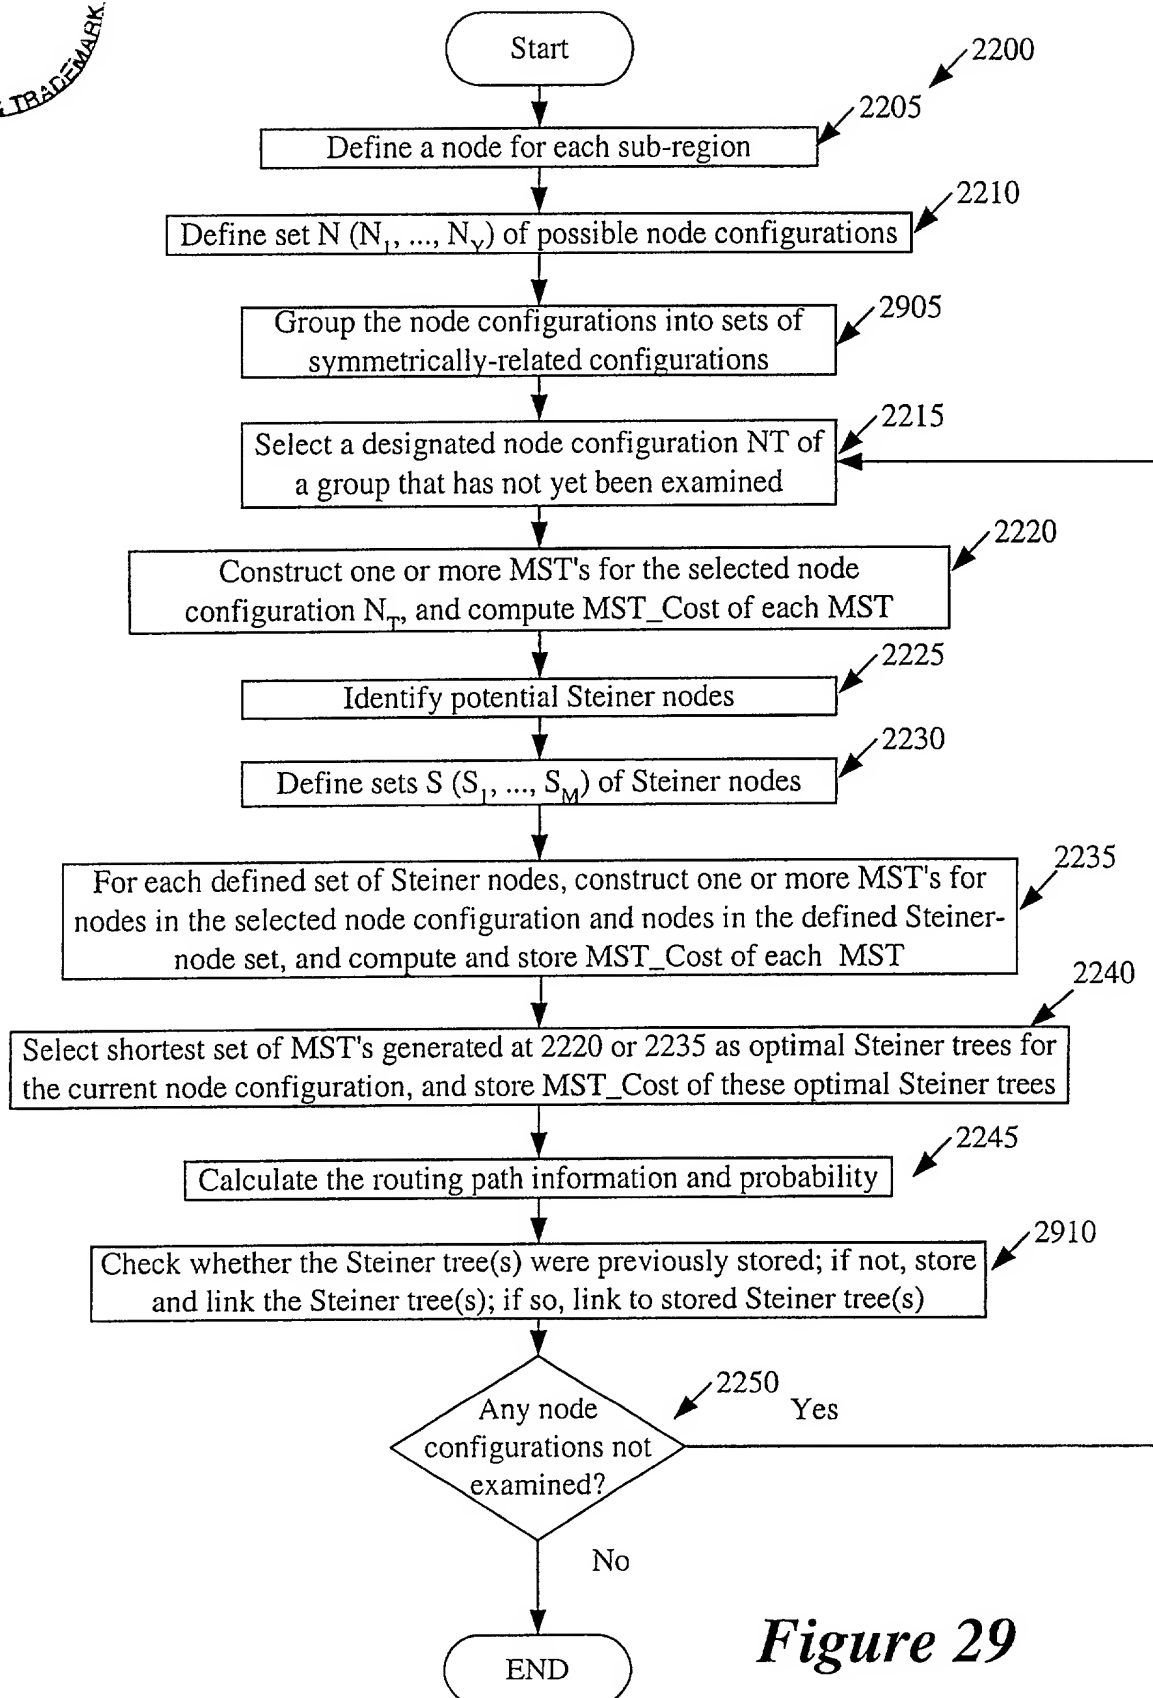 TRADEMARK
Start
2200
2205
Define a node for each sub-region
2210
Define set N (N1, ..., NY) of possible node configurations
2905
Group the node configurations into sets of
symmetrically-related configurations
2215
Select a designated node configuration NT of
a group that has not yet been examined
2220
Construct one or more MST's for the selected node
configuration NT, and compute MST_Cost of each MST
2225
Identify potential Steiner nodes
2230
Define sets S (S1, ..., SM) of Steiner nodes
2235
For each defined set of Steiner nodes, construct one or more MST's for
nodes in the selected node configuration and nodes in the defined Steiner-
node set, and compute and store MST_Cost of each MST
2240
Select shortest set of MST's generated at 2220 or 2235 as optimal Steiner trees for
the current node configuration, and store MST_Cost of these optimal Steiner trees
2245
Calculate the routing path information and probability
2910
Check whether the Steiner tree(s) were previously stored; if not, store
and link the Steiner tree(s); if so, link to stored Steiner tree(s)
2250
Any node
configurations not
examined?
Yes
No
END
Figure 29